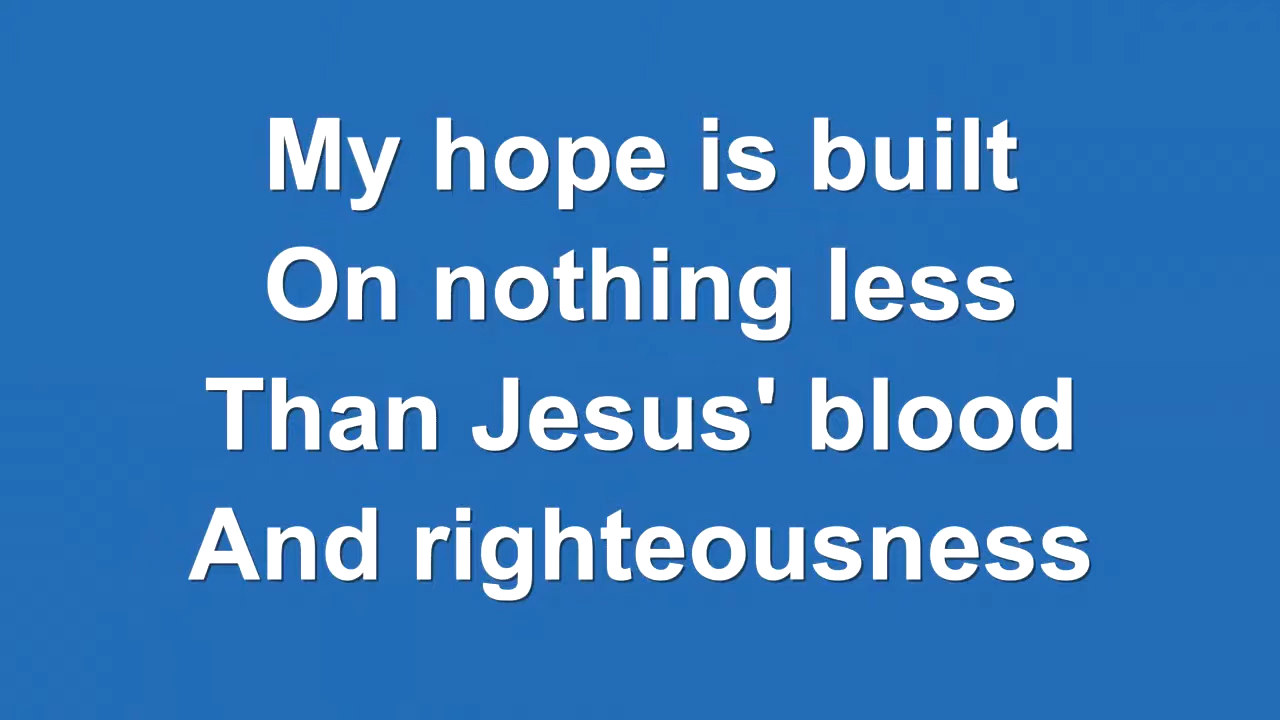 My hope is built
On nothing less
Than Jesus' blood
And righteousness